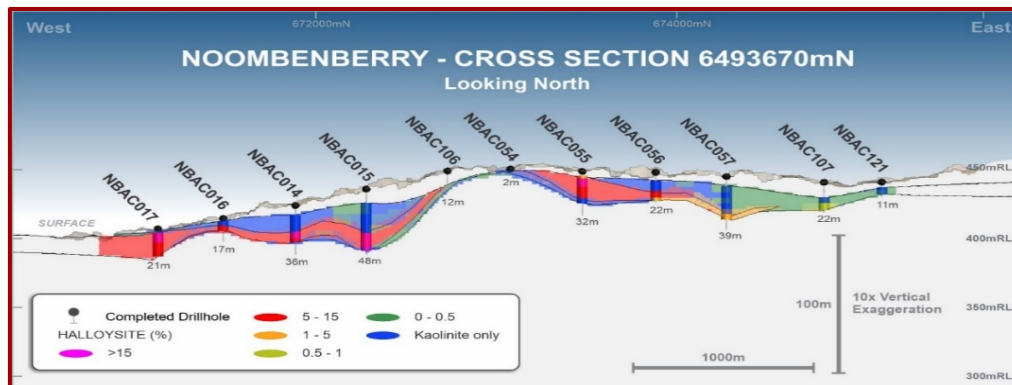 672000mN 674000mN
West East
NOOMBENBERRY - CROSS SECTION 6493670mN
Looking North
NBAC017
NBAC016
NBAC014
NBAC015
NBAC106
NBAC054
NBAC055
NBAC056
NBAC057
NBAC107
NBAC121
450mRL
SURFACE
21m
17m
36m
48m
12m
2m
32m
22m
39m
22m
11m
400mRL
100m
10x Vertical
Exaggeration
350mRL
Completed Drillhole
HALLOYSITE (%)
>15
5 - 15
1 - 5
0.5 - 1
0 - 0.5
Kaolinite only
1000m
300mRL